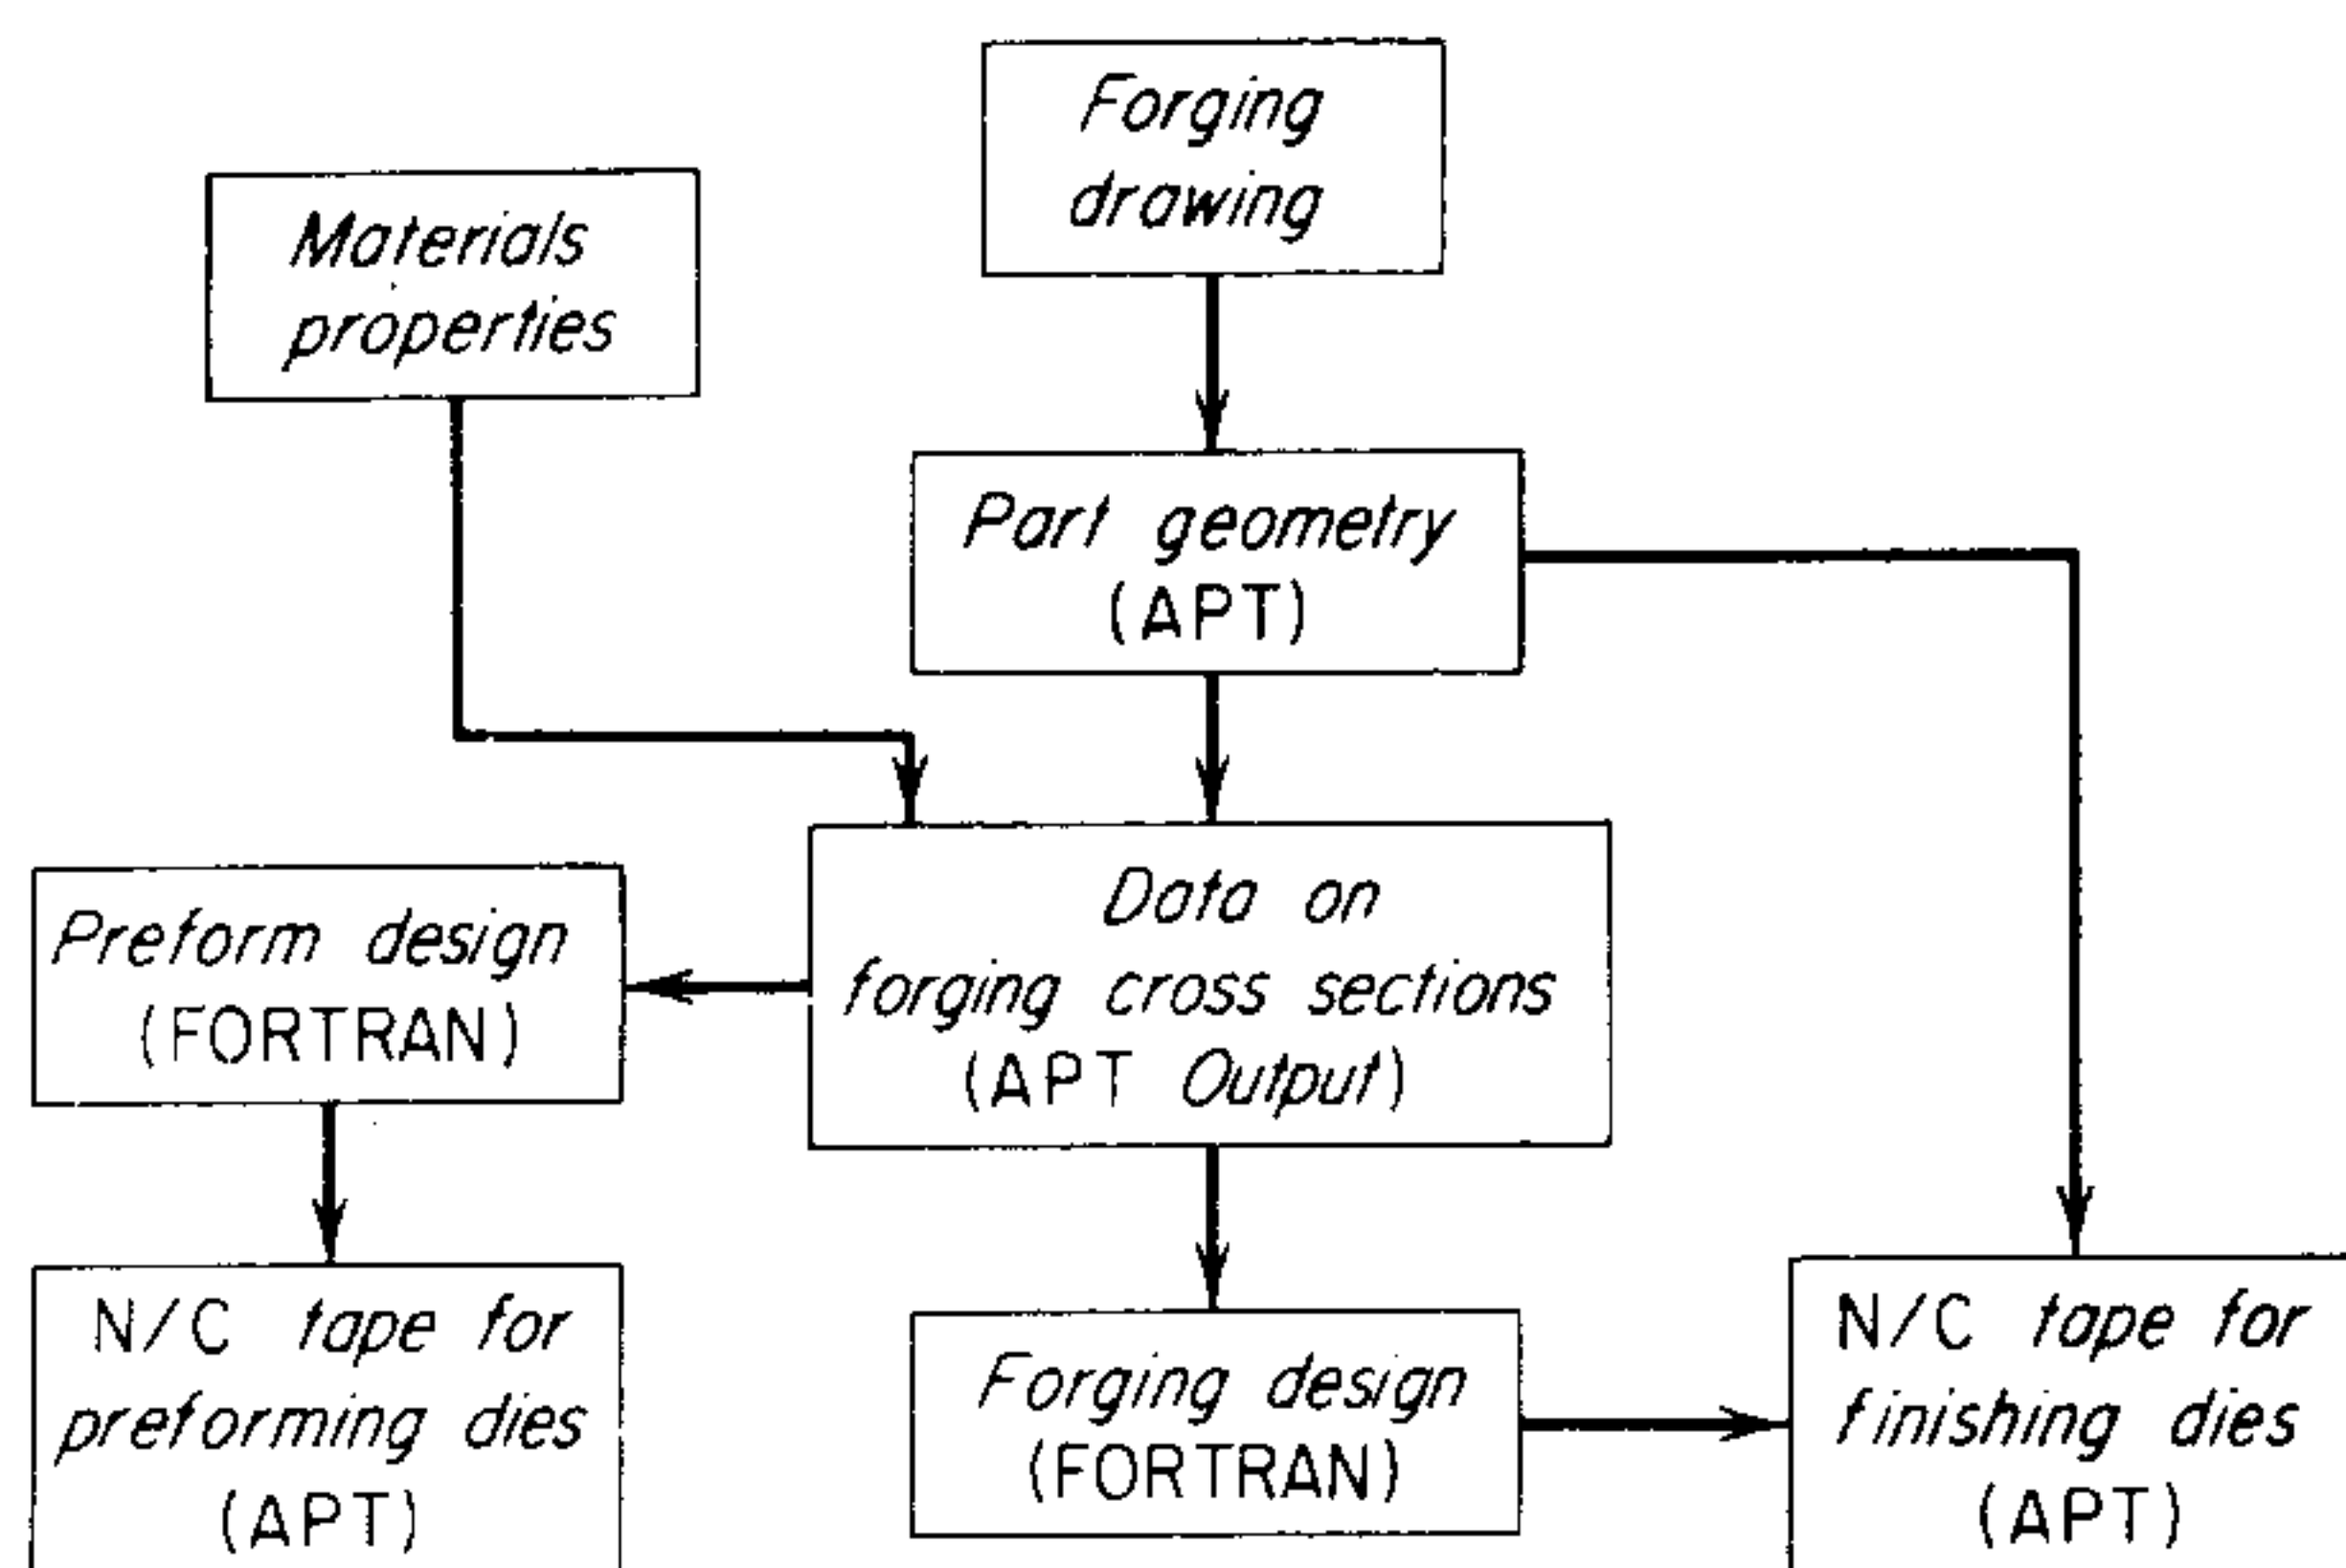 Forging
drawing
Materials
properties
Part geometry
(APT)
Data on
forging cross sections
(APT Output)
Preform design
(FORTRAN)
N/C tape for
preforming dies
(APT)
Forging design
(FORTRAN)
N/C tape for
finishing dies
(APT)